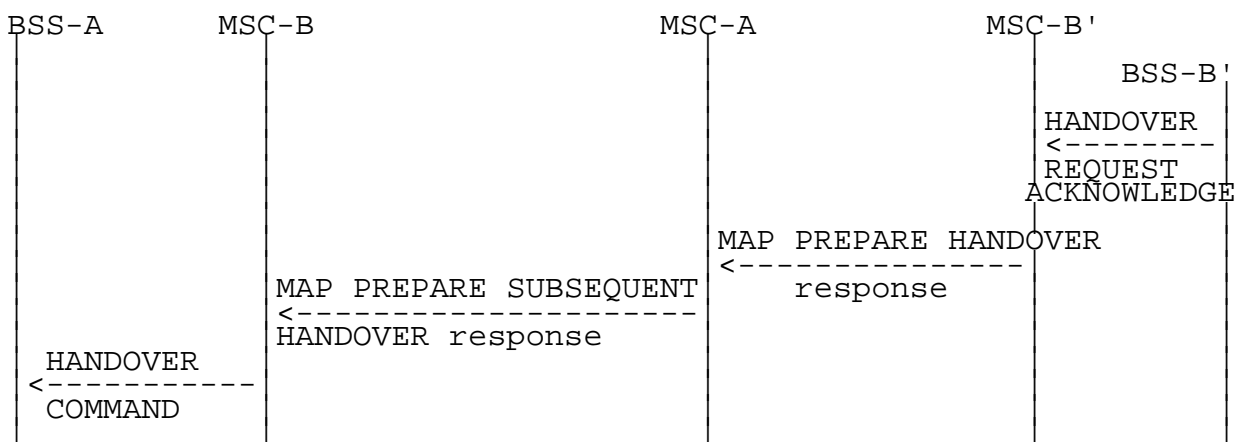 BSS-A MSC-B MSC-A MSC-B'
BSS-B'
HANDOVER
REQUEST
ACKNOWLEDGE
MAP PREPARE HANDOVER
response
MAP PREPARE SUBSEQUENT
HANDOVER response
HANDOVER
COMMAND